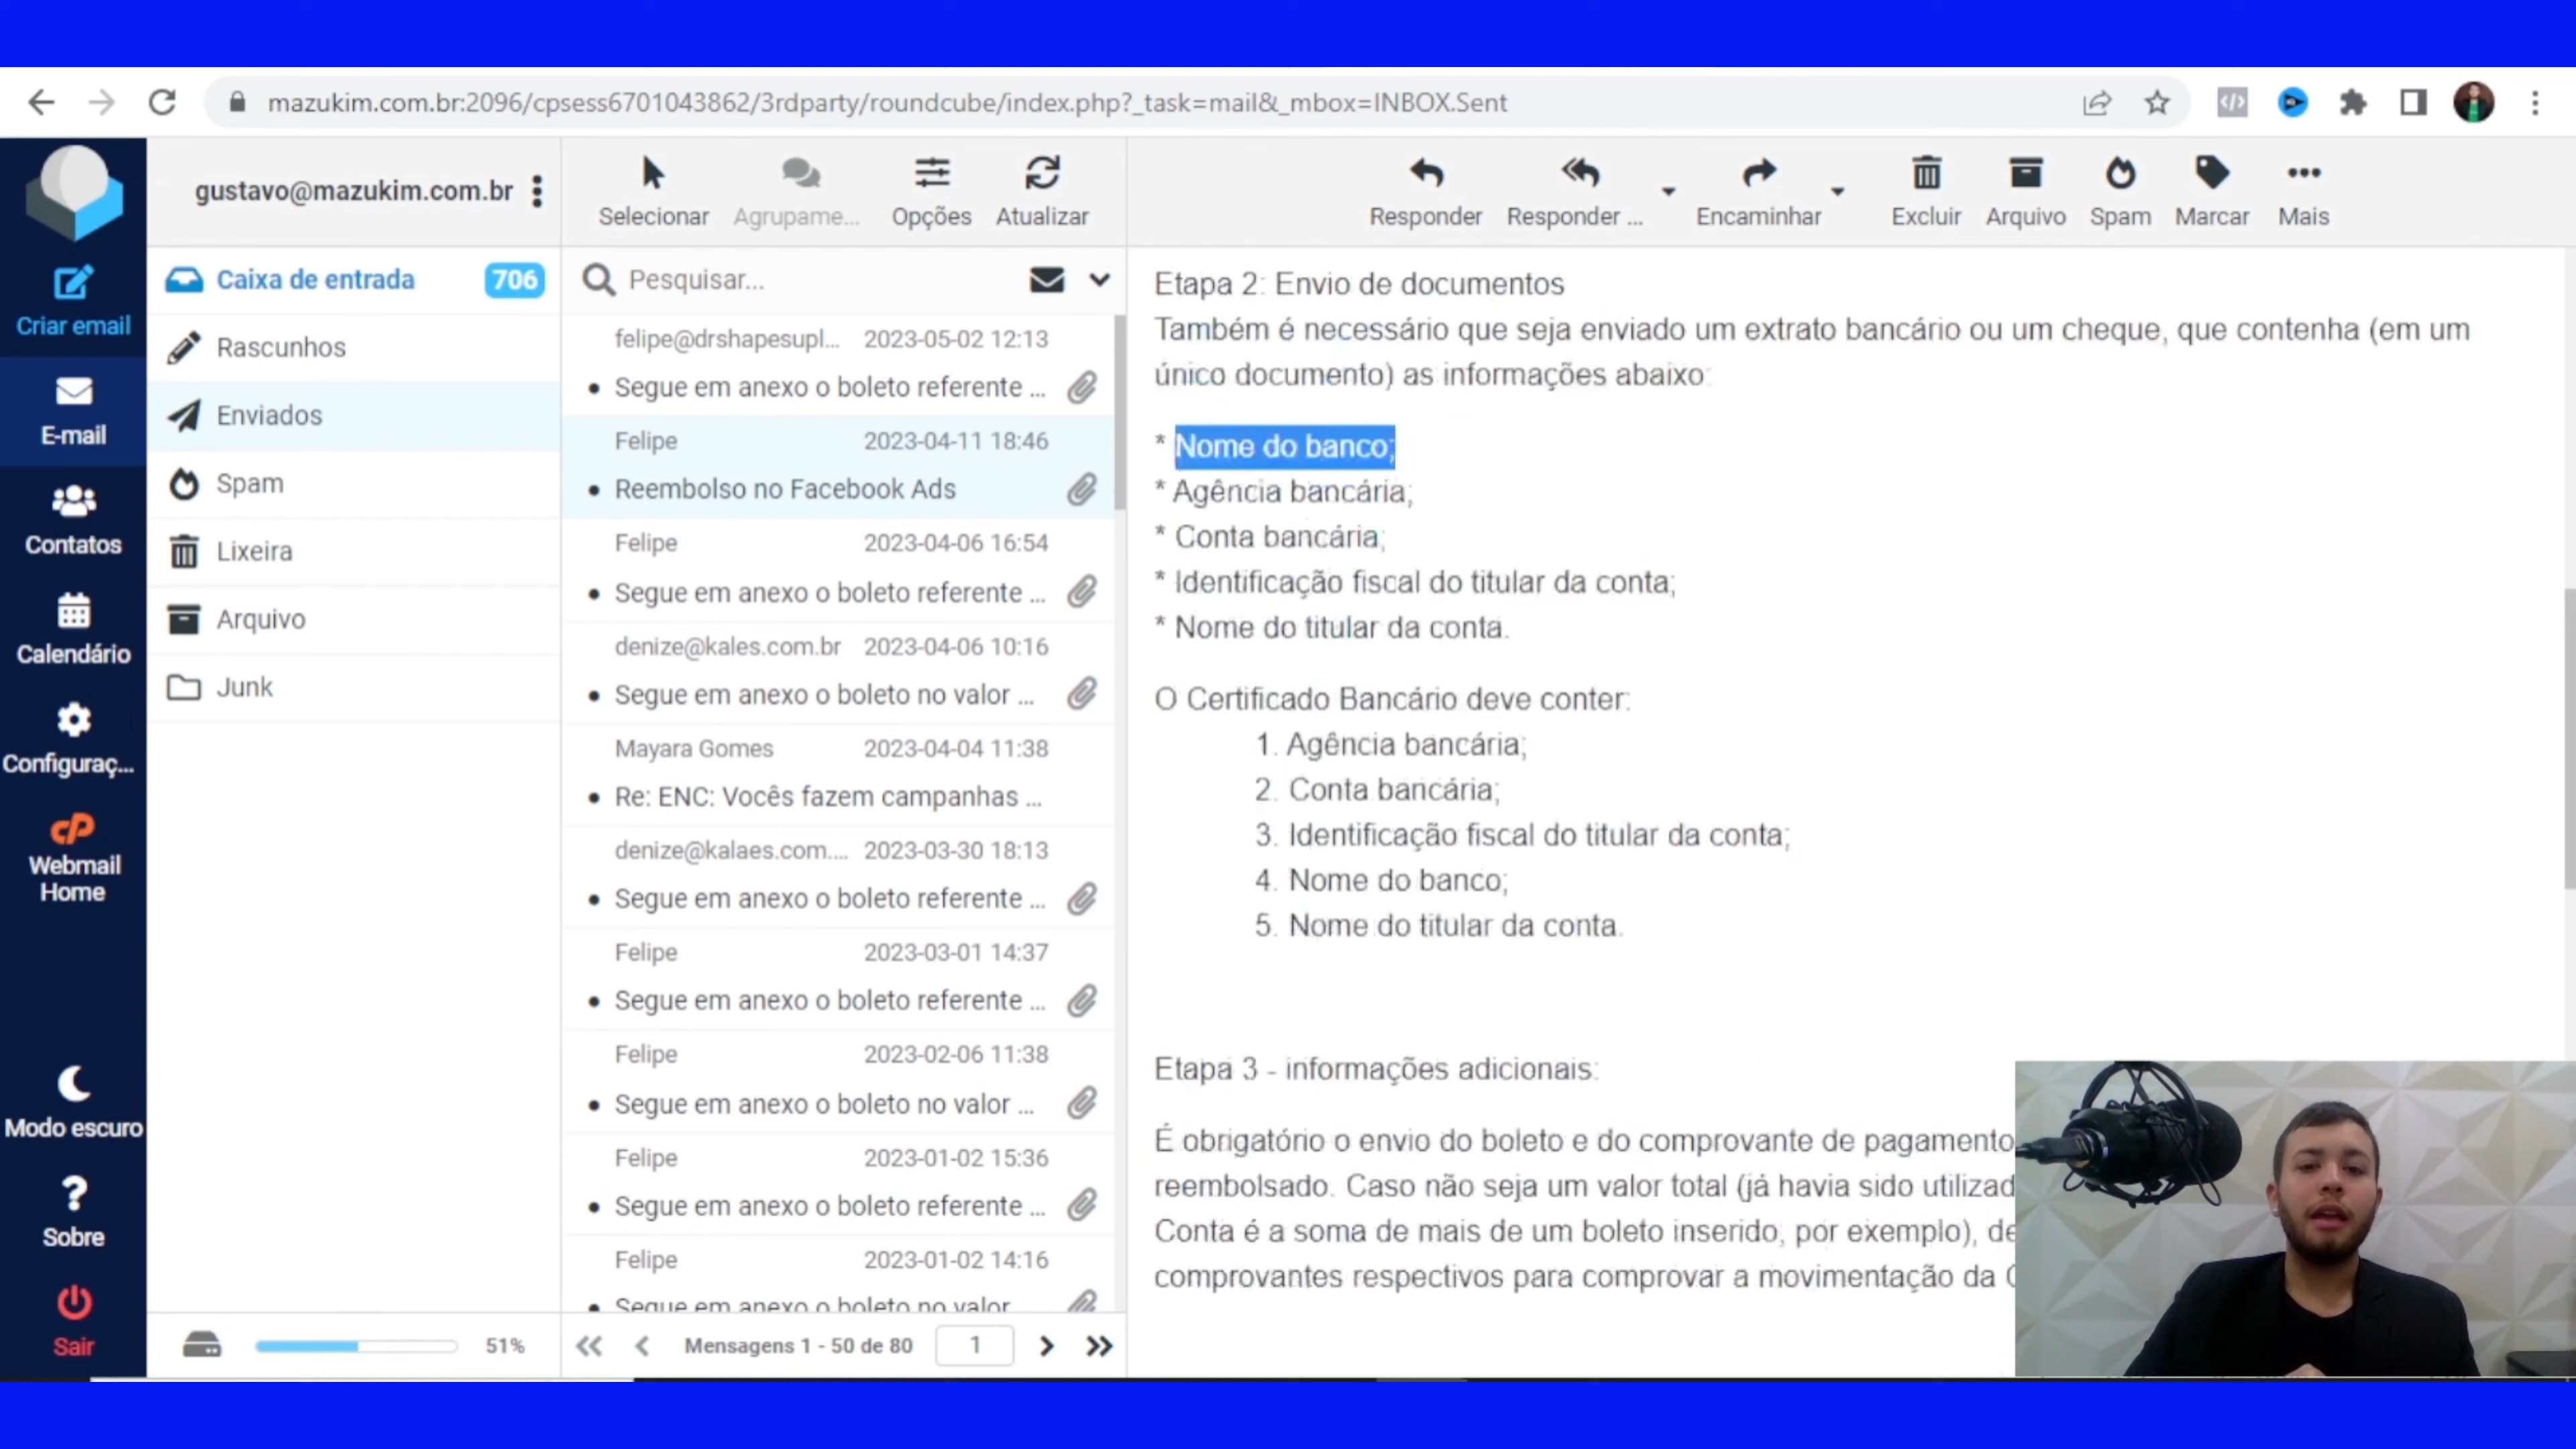 mazukim.com.br:2096/cpsess6701043862/3rdparty/roundcube/index.php?_task=mail&_mbox=INBOX.Sent
Criar email
E-mail
Contatos
Calendário
Configuraç...
Webmail
Home
Modo escuro
Sobre
Sair
gustavo@mazukim.com.br
Caixa de entrada 706
Rascunhos
Enviados
Spam
Lixeira
Arquivo
Junk
51%
Selecionar Agrupame... Opções Atualizar
Pesquisar...
felipe@drshapesupl... 2023-05-02 12:13
• Segue em anexo o boleto referente ...
Felipe 2023-04-11 18:46
• Reembolso no Facebook Ads
Felipe 2023-04-06 16:54
• Segue em anexo o boleto referente ...
denize@kales.com.br 2023-04-06 10:16
• Segue em anexo o boleto no valor ...
Mayara Gomes 2023-04-04 11:38
• Re: ENC: Vocês fazem campanhas ...
denize@kalaes.com.... 2023-03-30 18:13
• Segue em anexo o boleto referente ...
Felipe 2023-03-01 14:37
• Segue em anexo o boleto referente ...
Felipe 2023-02-06 11:38
• Segue em anexo o boleto no valor ...
Felipe 2023-01-02 15:36
• Segue em anexo o boleto referente ...
Felipe 2023-01-02 14:16
• Segue em anexo o boleto no valor
Mensagens 1 - 50 de 80 1
Responder Responder ... Encaminhar Excluir Arquivo Spam Marcar Mais
Etapa 2: Envio de documentos
Também é necessário que seja enviado um extrato bancário ou um cheque, que contenha (em um
único documento) as informações abaixo:
* Nome do banco;
* Agência bancária;
* Conta bancária;
* Identificação fiscal do titular da conta;
* Nome do titular da conta.
O Certificado Bancário deve conter:
1. Agência bancária;
2. Conta bancária;
3. Identificação fiscal do titular da conta;
4. Nome do banco;
5. Nome do titular da conta.
Etapa 3 - informações adicionais:
É obrigatório o envio do boleto e do comprovante de pagamento
reembolsado. Caso não seja um valor total (já havia sido utilizad
Conta é a soma de mais de um boleto inserido, por exemplo), de
comprovantes respectivos para comprovar a movimentação da